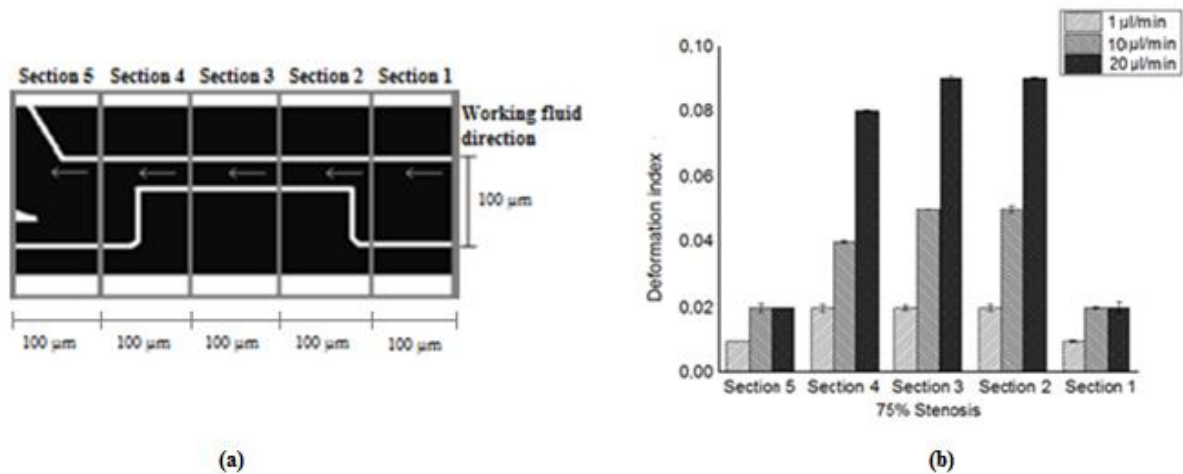 Section 5 Section 4 Section 3 Section 2 Section 1
Working fluid
direction
100 µm
100 µm 100 µm 100 µm 100 µm 100 µm
(a)
1 µl/min
10 µl/min
20 µl/min
Deformation index
0.10
0.08
0.06
0.04
0.02
0.00
Section 5 Section 4 Section 3 Section 2 Section 1
75% Stenosis
(b)